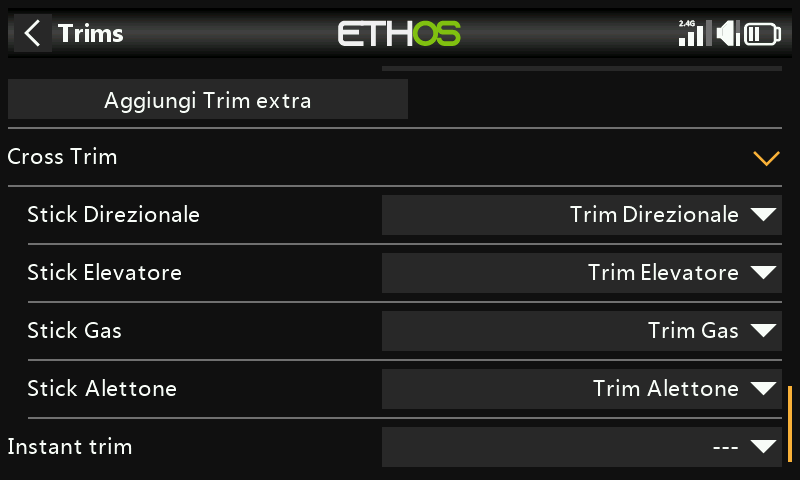 Trims
ETHOS
2.4G
Aggiungi Trim extra
Cross Trim
Stick Direzionale Trim Direzionale
Stick Elevatore Trim Elevatore
Stick Gas Trim Gas
Stick Alettone Trim Alettone
Instant trim ---